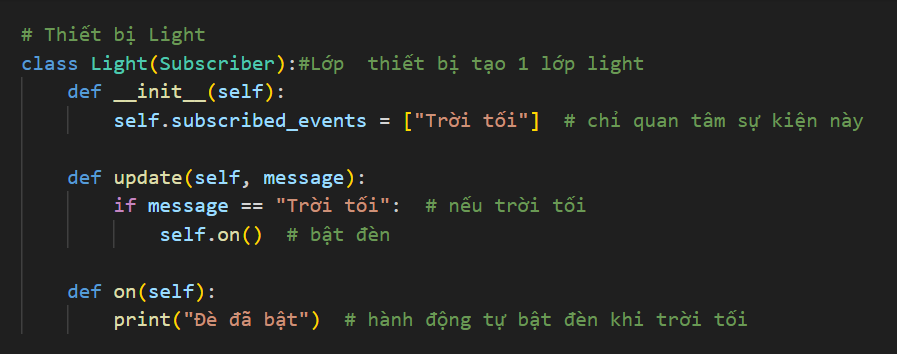 # Thiết bị Light
class Light(Subscriber):#Lớp  thiết bị tạo 1 lớp light
    def __init__(self):
        self.subscribed_events = ["Trời tối"]  # chỉ quan tâm sự kiện này
    def update(self, message):
        if message == "Trời tối":  # nếu trời tối
            self.on()  # bật đèn
    def on(self):
        print("Đè đã bật")  # hành động tự bật đèn khi trời tối